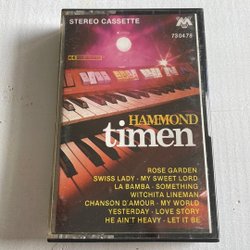 STEREO CASSETTE
730476
HAMMOND
timen
ROSE GARDEN
SWISS LADY - MY SWEET LORD
LA BAMBA - SOMETHING
WITCHITA LINEMAN
CHANSON D'AMOUR - MY WORLD
YESTERDAY - LOVE STORY
HE AIN'T HEAVY - LET IT BE